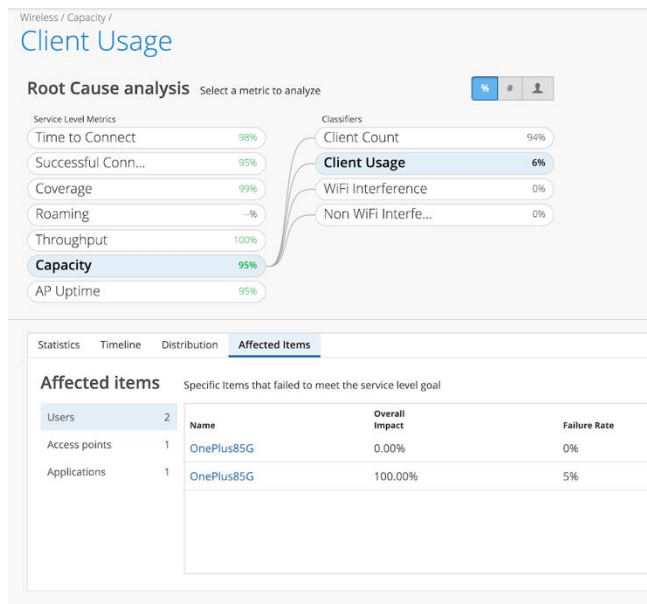 Wireless / Capacity /
Client Usage
Root Cause analysis Select a metric to analyze
% #
Service Level Metrics
Time to Connect 98%
Successful Conn... 95%
Coverage 99%
Roaming --%
Throughput 100%
Capacity 95%
AP Uptime 95%
Classifiers
Client Count 94%
Client Usage 6%
WiFi Interference 0%
Non WiFi Interfe... 0%
Statistics Timeline Distribution Affected Items
Affected items Specific Items that failed to meet the service level goal
Users 2
Access points 1
Applications 1
Name Overall Impact Failure Rate
OnePlus85G 0.00% 0%
OnePlus85G 100.00% 5%